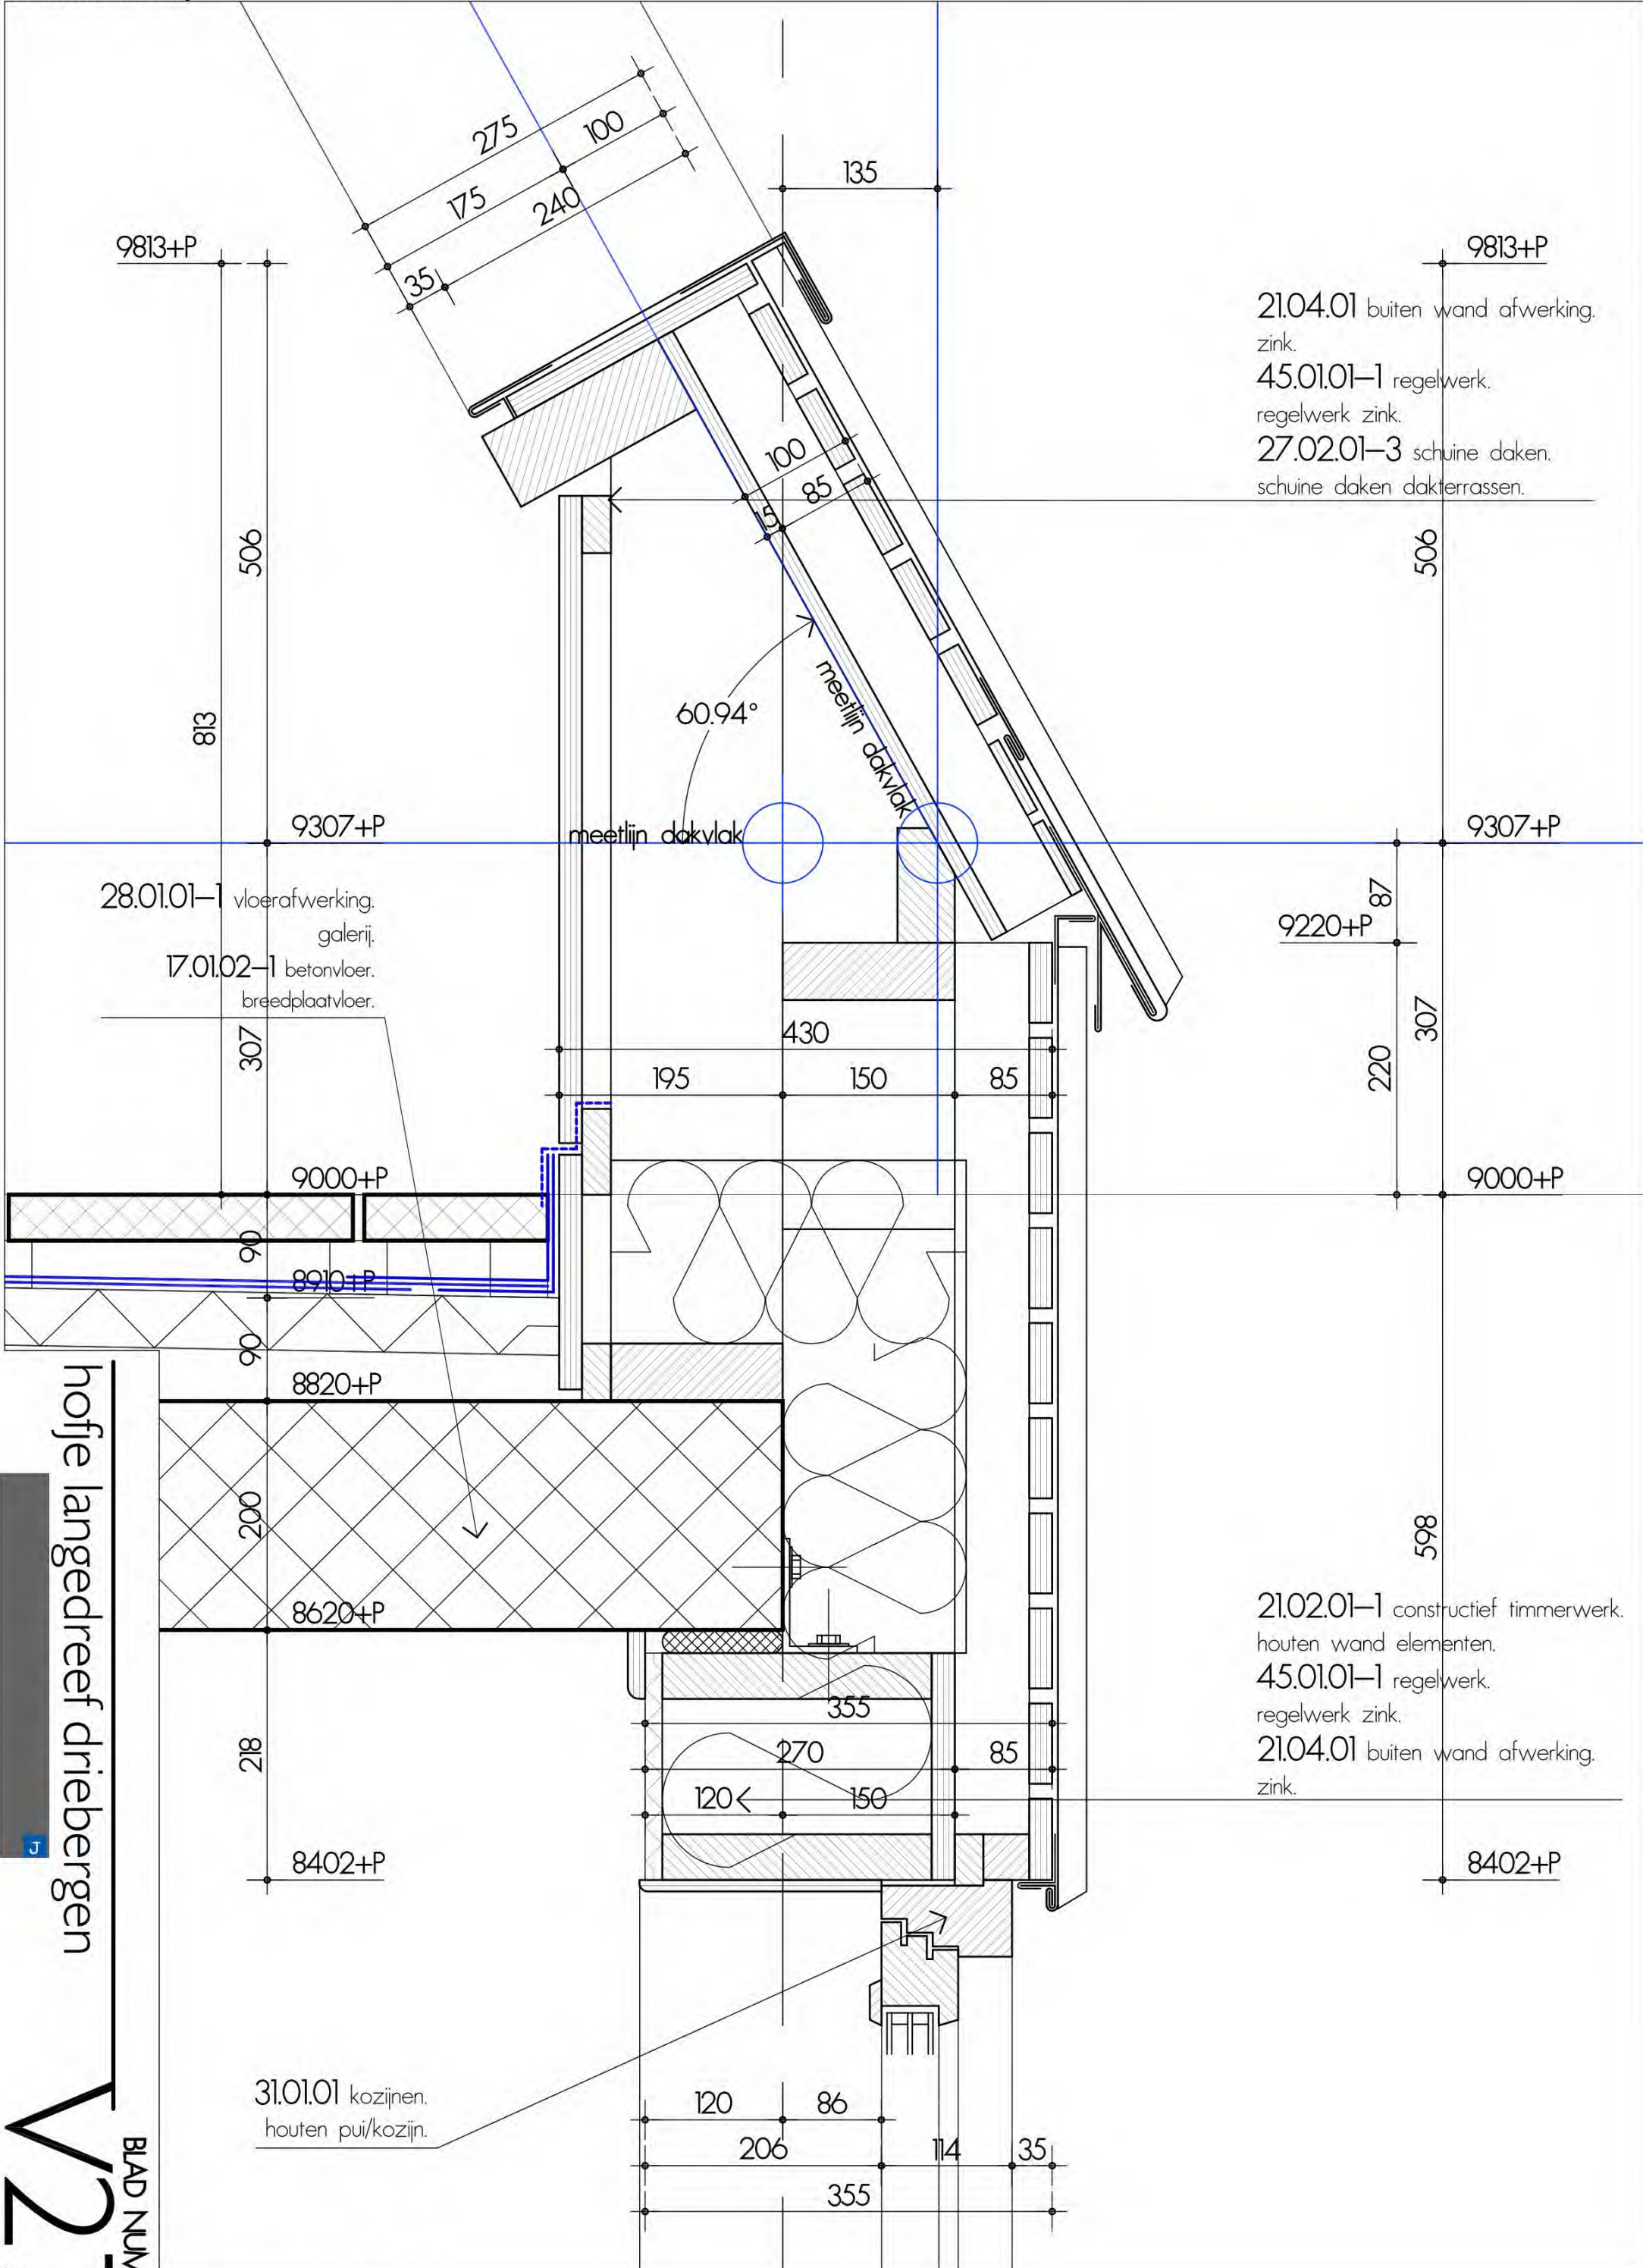 275
100
175
240
35
135
9813+P
9813+P
21.04.01 buiten wand afwerking.
zink.
45.01.01-1 regelwerk.
regelwerk zink.
27.02.01-3 schuine daken.
schuine daken dakterrassen.
100
85
15
506
506
813
60.94°
meetlijn dakvlak
meetlijn dakvlak
9307+P
9307+P
87
28.01.01-1 vloerafwerking.
galerij.
17.01.02-1 betonvloer.
breedplaatvloer.
9220+P
307
307
430
195
150
85
220
9000+P
9000+P
90
8910+P
90
8820+P
200
8620+P
598
21.02.01-1 constructief timmerwerk.
houten wand elementen.
45.01.01-1 regelwerk.
regelwerk zink.
21.04.01 buiten wand afwerking.
zink.
355
270
85
120
150
218
8402+P
8402+P
31.01.01 kozijnen.
houten pui/kozijn.
120
86
206
114
35
355
hofje langedreef driebergen
J
BLAD